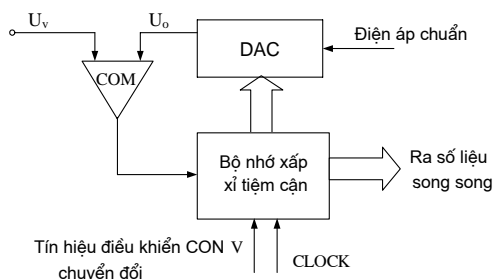 Uv
Uo
DAC
Điện áp chuẩn
COM
Bộ nhớ xấp
xỉ tiệm cận
Ra số liệu
song song
Tín hiệu điều khiển CON V
chuyển đổi
CLOCK